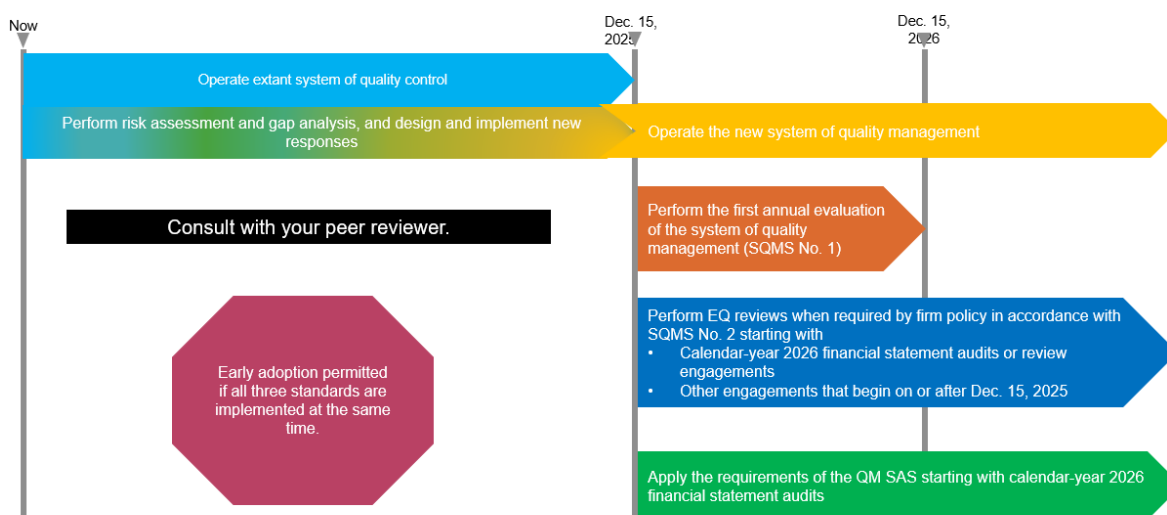 Now
Dec. 15,
2025
Dec. 15,
2026
Operate extant system of quality control
Perform risk assessment and gap analysis, and design and implement new
responses
Operate the new system of quality management
Perform the first annual evaluation
of the system of quality
management (SQMS No. 1)
Consult with your peer reviewer.
Perform EQ reviews when required by firm policy in accordance with
SQMS No. 2 starting with
• Calendar-year 2026 financial statement audits or review
engagements
• Other engagements that begin on or after Dec. 15, 2025
Early adoption permitted
if all three standards are
implemented at the same
time.
Apply the requirements of the QM SAS starting with calendar-year 2026
financial statement audits